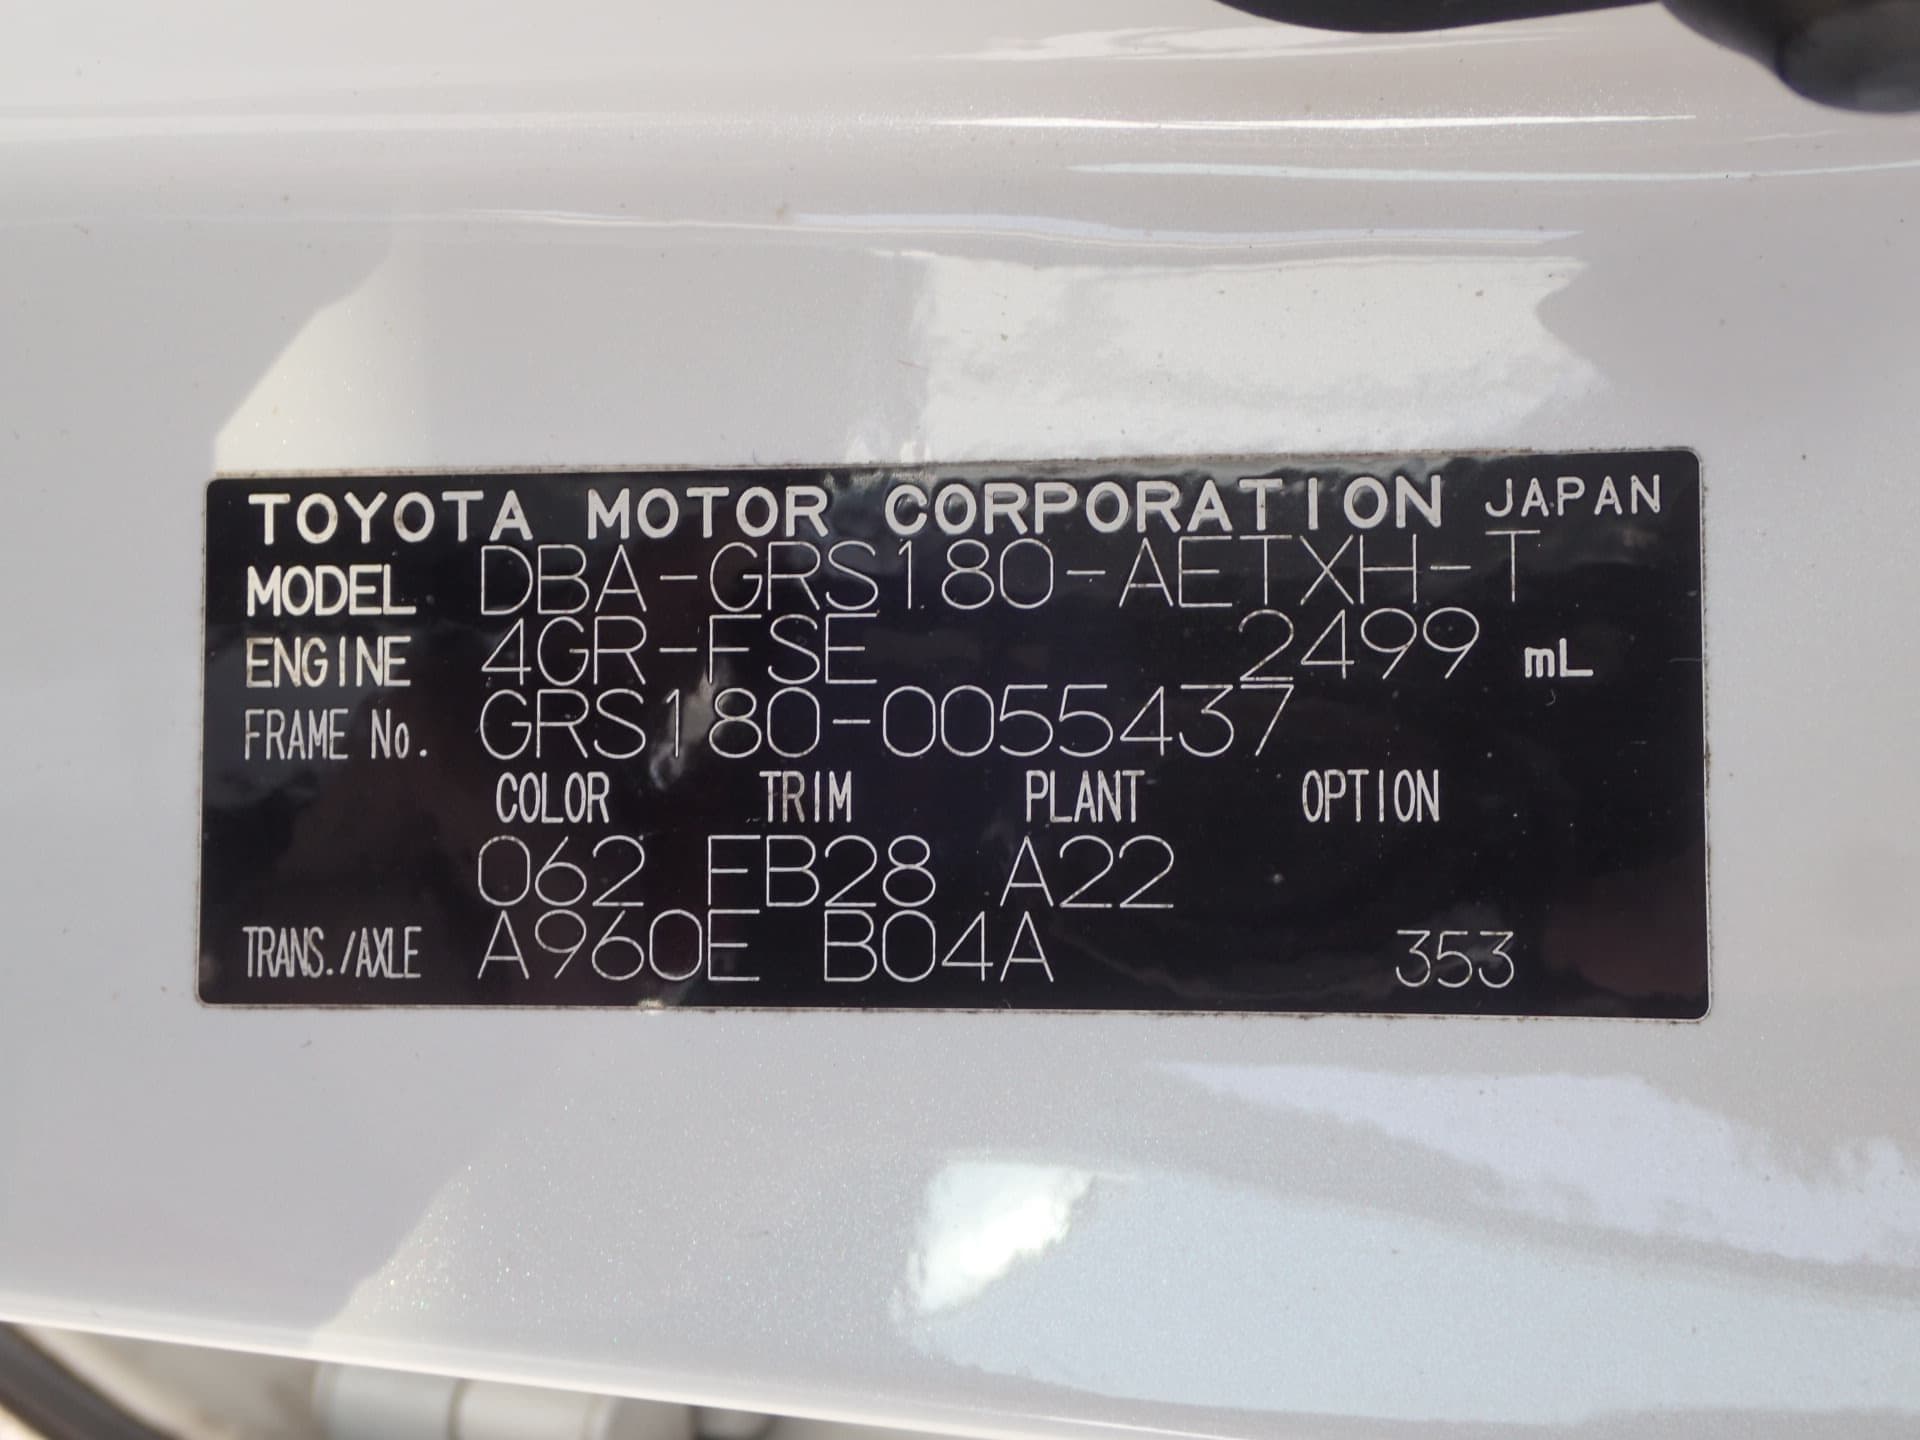 TOYOTA MOTOR CORPORATION JAPAN
MODEL DBA-GRS180-AETXH-T
ENGINE 4GR-FSE 2499 mL
FRAME No. GRS180-0055437
COLOR TRIM PLANT OPTION
062 FB28 A22
TRANS./AXLE A960E B04A 353